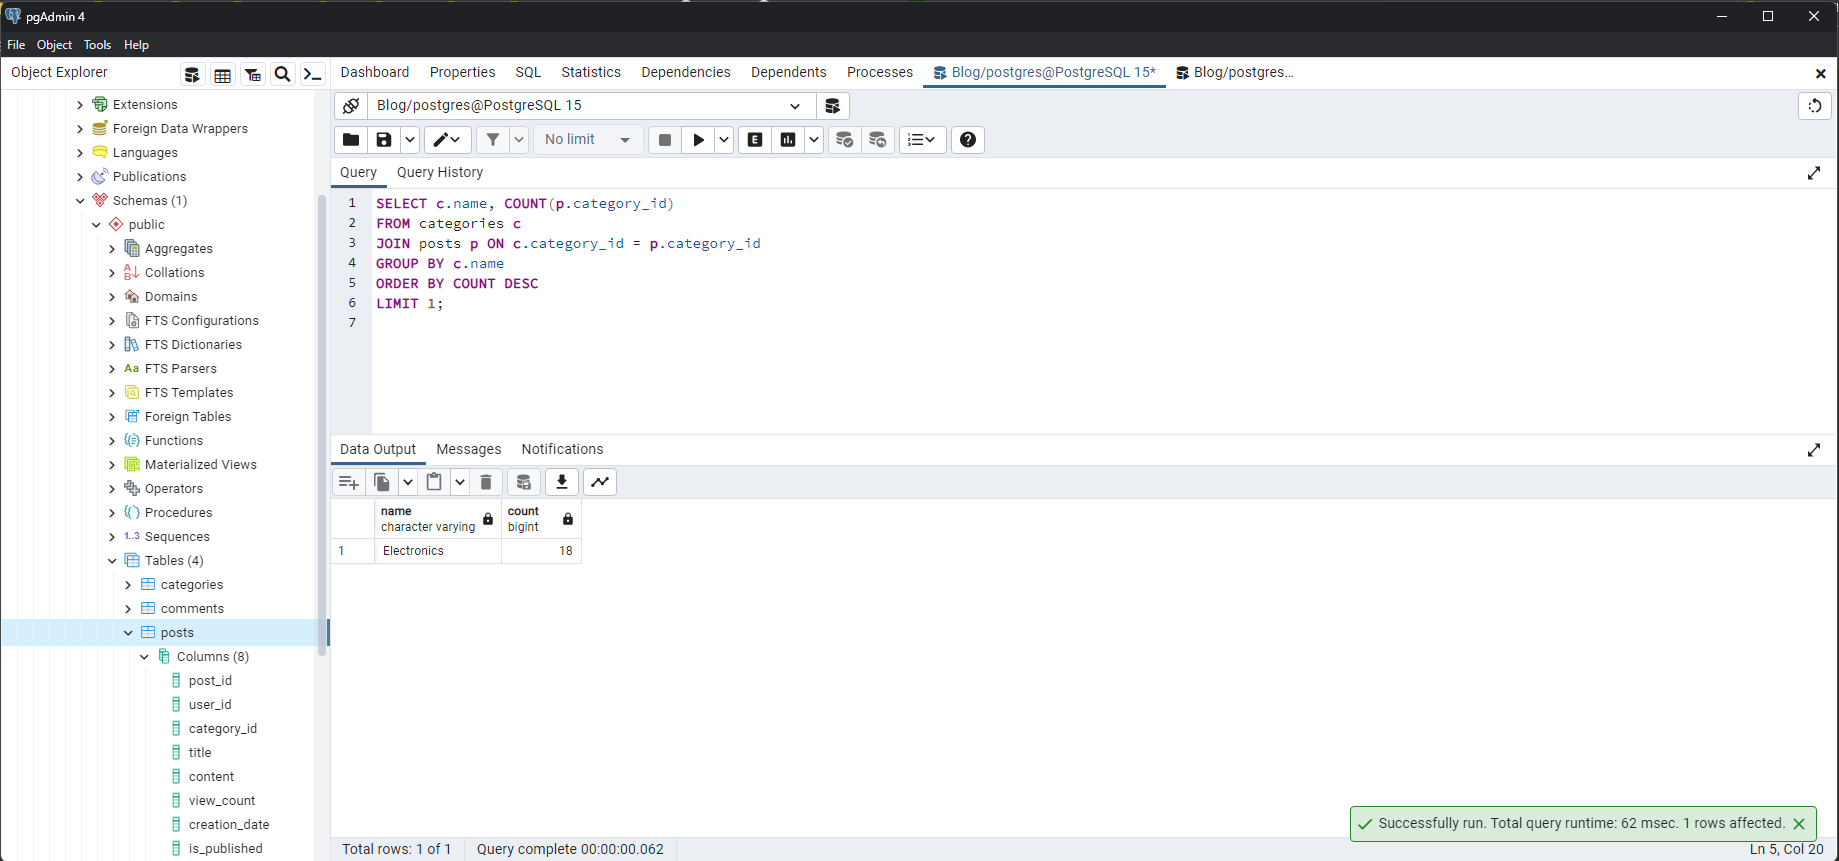 pgAdmin 4
File Object Tools Help
Object Explorer
Dashboard Properties SQL Statistics Dependencies Dependents Processes Blog/postgres@PostgreSQL 15* Blog/postgres...
Extensions
Foreign Data Wrappers
Languages
Publications
Schemas (1)
public
Aggregates
Collations
Domains
FTS Configurations
FTS Dictionaries
Aa FTS Parsers
FTS Templates
Foreign Tables
Functions
Materialized Views
Operators
Procedures
1..3 Sequences
Tables (4)
categories
comments
posts
Columns (8)
post_id
user_id
category_id
title
content
view_count
creation_date
is_published
Blog/postgres@PostgreSQL 15
No limit
E
Query Query History
1 SELECT c.name, COUNT(p.category_id)
2 FROM categories c
3 JOIN posts p ON c.category_id = p.category_id
4 GROUP BY c.name
5 ORDER BY COUNT DESC
6 LIMIT 1;
7
Data Output Messages Notifications
name count
character varying bigint
1 Electronics 18
Successfully run. Total query runtime: 62 msec. 1 rows affected.
Total rows: 1 of 1 Query complete 00:00:00.062 Ln 5, Col 20